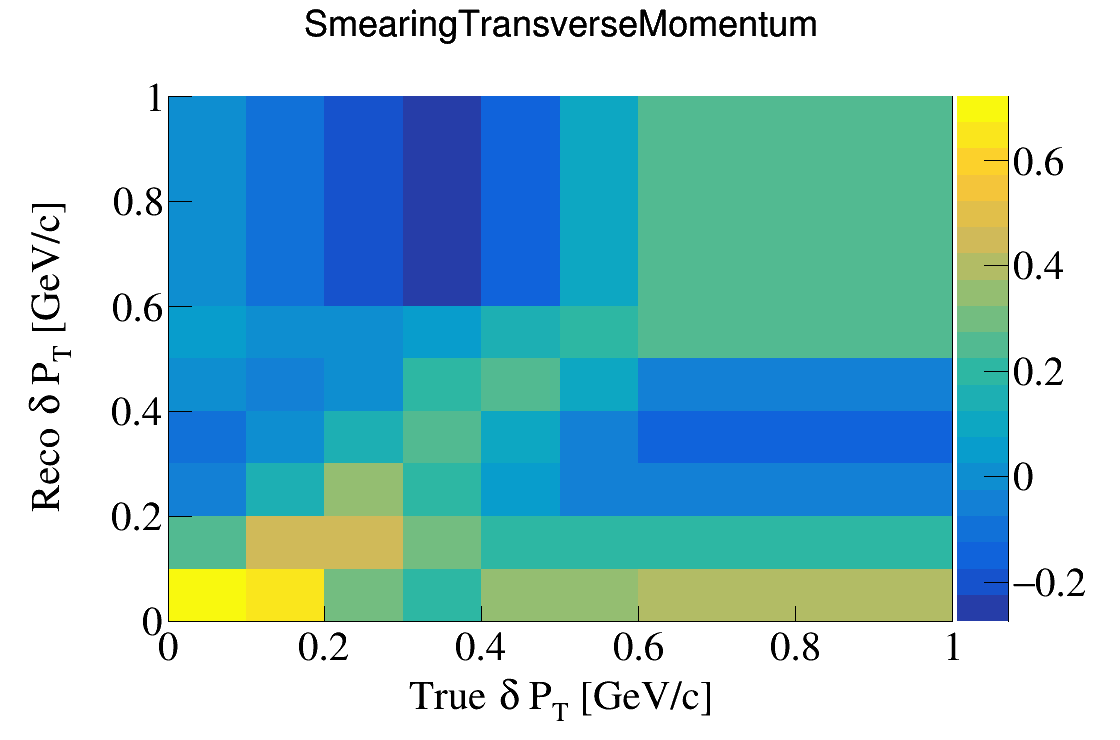 SmearingTransverseMomentum
Reco δ P_T [GeV/c]
1
0.8
0.6
0.4
0.2
0
0 0.2 0.4 0.6 0.8 1
True δ P_T [GeV/c]
0.6
0.4
0.2
0
−0.2